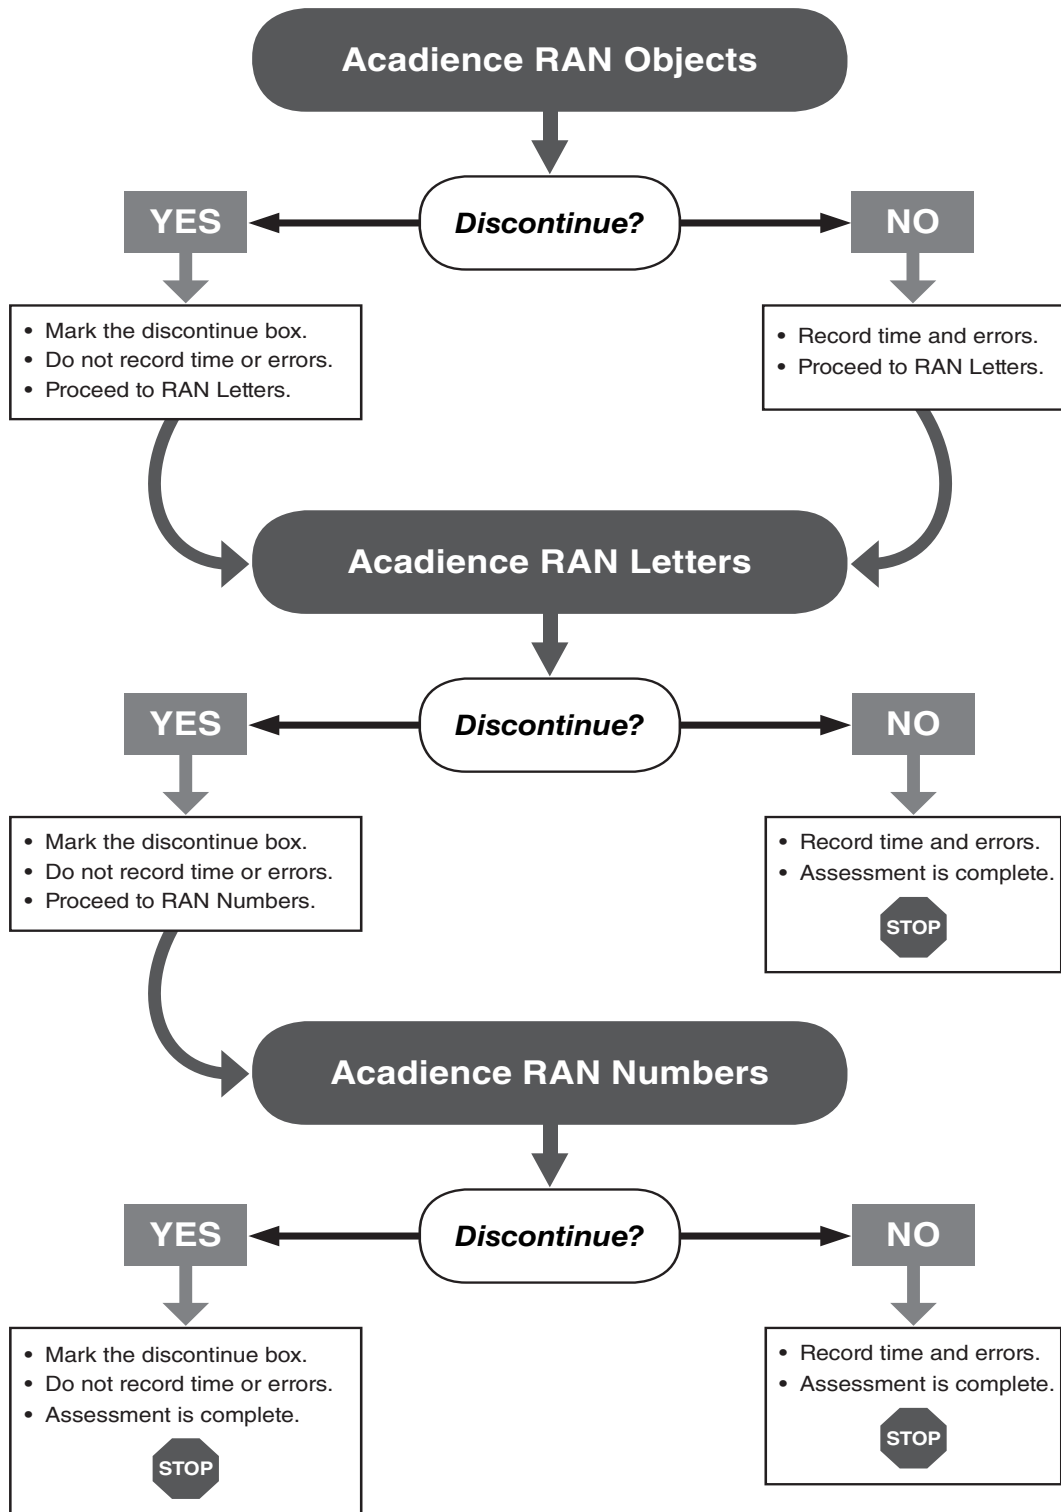 Acadience RAN Objects
Discontinue?
YES
NO
• Mark the discontinue box.
• Do not record time or errors.
• Proceed to RAN Letters.
• Record time and errors.
• Proceed to RAN Letters.
Acadience RAN Letters
Discontinue?
YES
NO
• Mark the discontinue box.
• Do not record time or errors.
• Proceed to RAN Numbers.
• Record time and errors.
• Assessment is complete.
STOP
Acadience RAN Numbers
Discontinue?
YES
NO
• Mark the discontinue box.
• Do not record time or errors.
• Assessment is complete.
STOP
• Record time and errors.
• Assessment is complete.
STOP